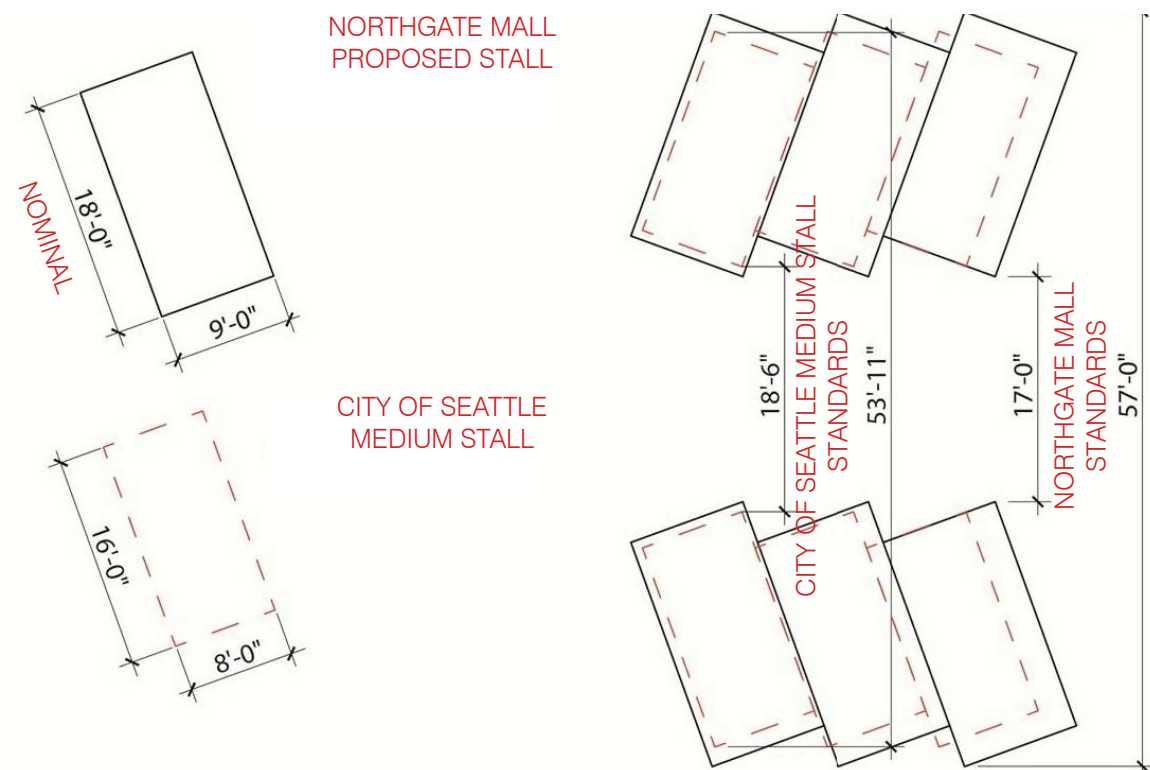 NORTHGATE MALL
PROPOSED STALL
NOMINAL
18'-0"
9'-0"
CITY OF SEATTLE
MEDIUM STALL
16'-0"
8'-0"
18'-6"
CITY OF SEATTLE MEDIUM STALL
STANDARDS
53'-11"
17'-0"
NORTHGATE MALL
STANDARDS
57'-0"